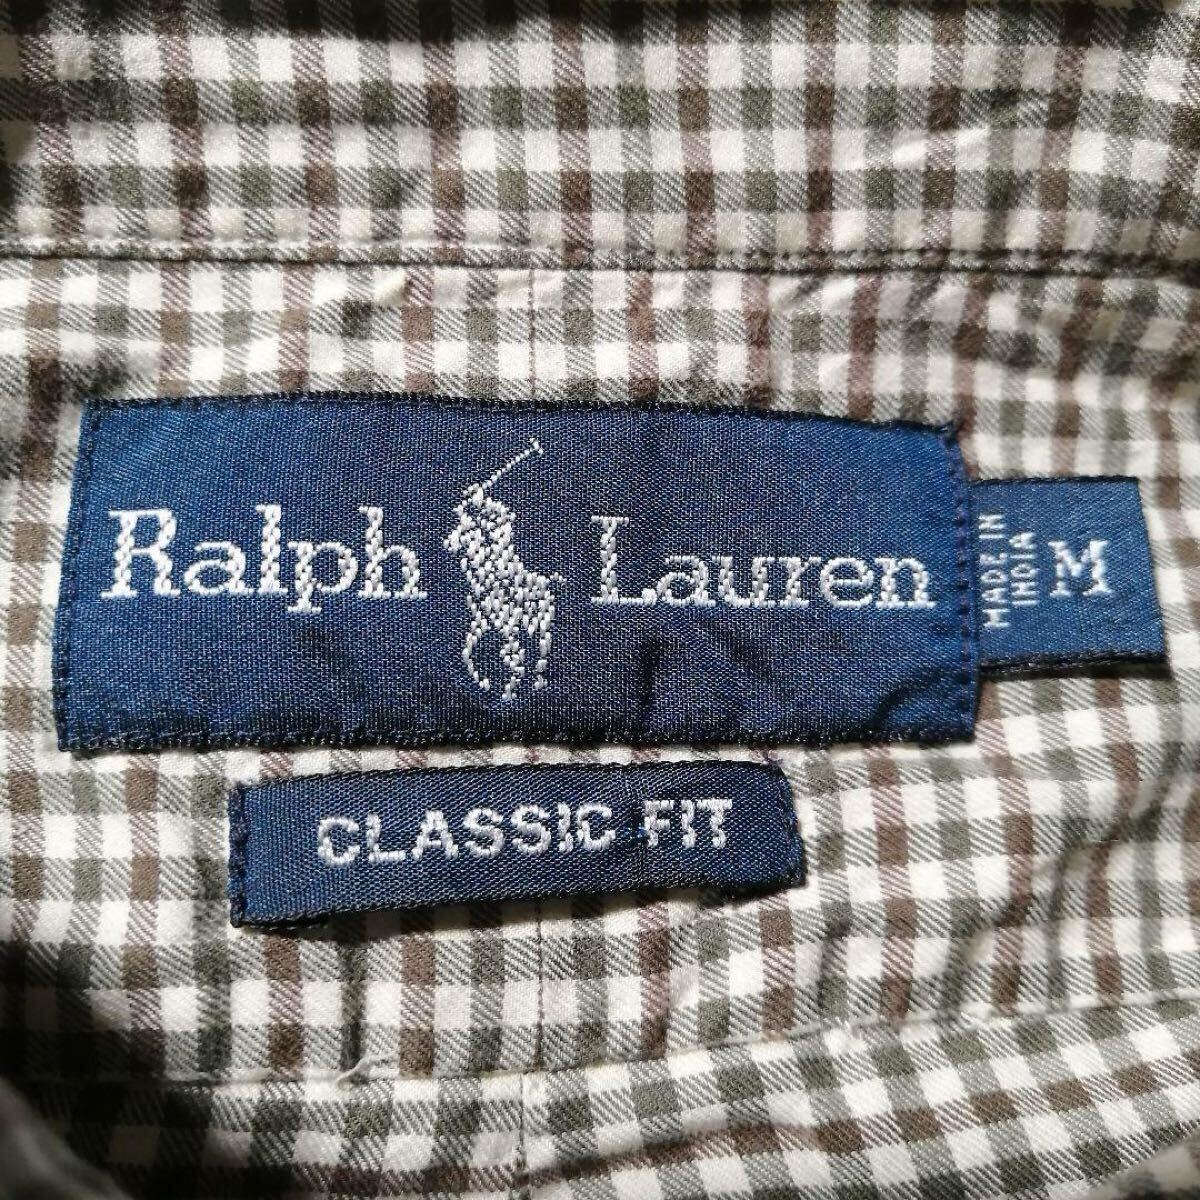 Ralph Lauren
MADE IN
INDIA
M
CLASSIC FIT